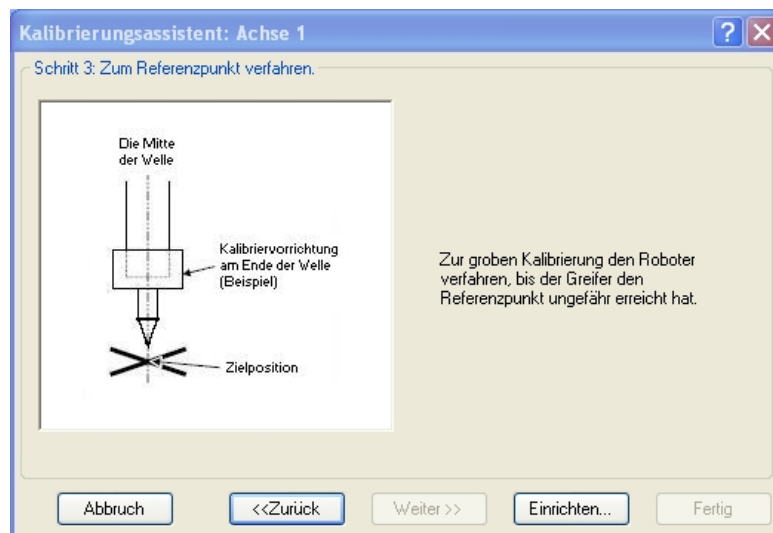 Kalibrierungsassistent: Achse 1
Schritt 3: Zum Referenzpunkt verfahren.
Die Mitte
der Welle
Kalibriervorrichtung
am Ende der Welle
(Beispiel)
Zielposition
Zur groben Kalibrierung den Roboter
verfahren, bis der Greifer den
Referenzpunkt ungefähr erreicht hat.
Abbruch
<<Zurück
Weiter >>
Einrichten...
Fertig